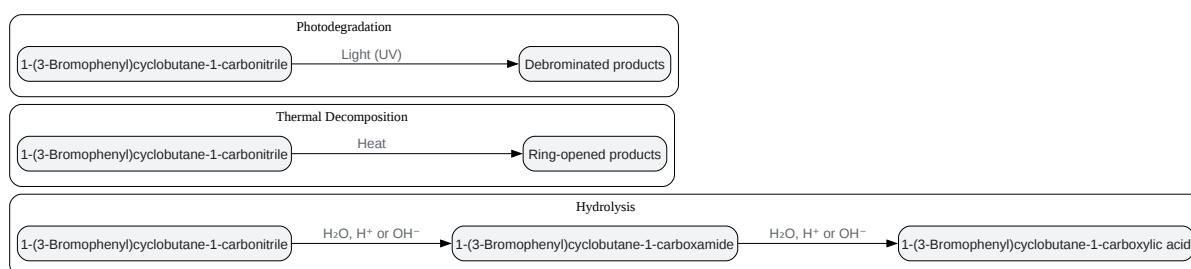 Photodegradation
1-(3-Bromophenyl)cyclobutane-1-carbonitrile
Light (UV)
Debrominated products
Thermal Decomposition
1-(3-Bromophenyl)cyclobutane-1-carbonitrile
Heat
Ring-opened products
Hydrolysis
1-(3-Bromophenyl)cyclobutane-1-carbonitrile
H₂O, H⁺ or OH⁻
1-(3-Bromophenyl)cyclobutane-1-carboxamide
H₂O, H⁺ or OH⁻
1-(3-Bromophenyl)cyclobutane-1-carboxylic acid